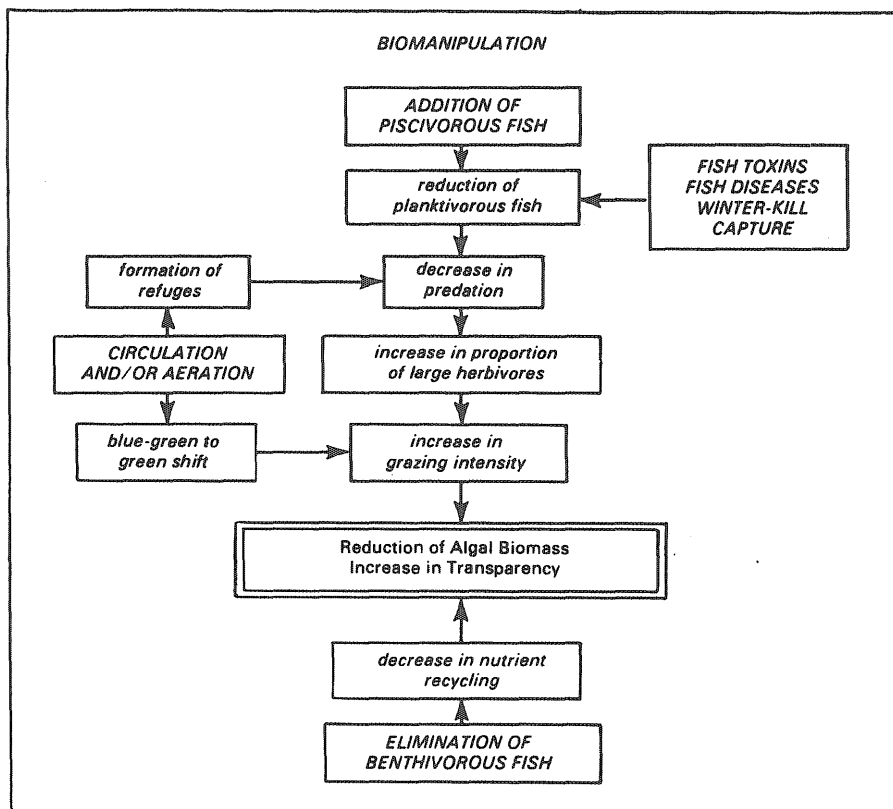 BIOMANIPULATION
ADDITION OF
PISCIVOROUS FISH
reduction of
planktivorous fish
FISH TOXINS
FISH DISEASES
WINTER-KILL
CAPTURE
formation of
refuges
decrease in
predation
CIRCULATION
AND/OR AERATION
increase in proportion
of large herbivores
blue-green to
green shift
increase in
grazing intensity
Reduction of Algal Biomass
Increase in Transparency
decrease in nutrient
recycling
ELIMINATION OF
BENTHIVOROUS FISH